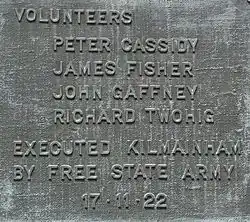 VOLUNTEERS
PETER CASSIDY
JAMES FISHER
JOHN GAFFNEY
RICHARD TWOHIG
EXECUTED KILMAINHAM
BY FREE STATE ARMY
17·11·22